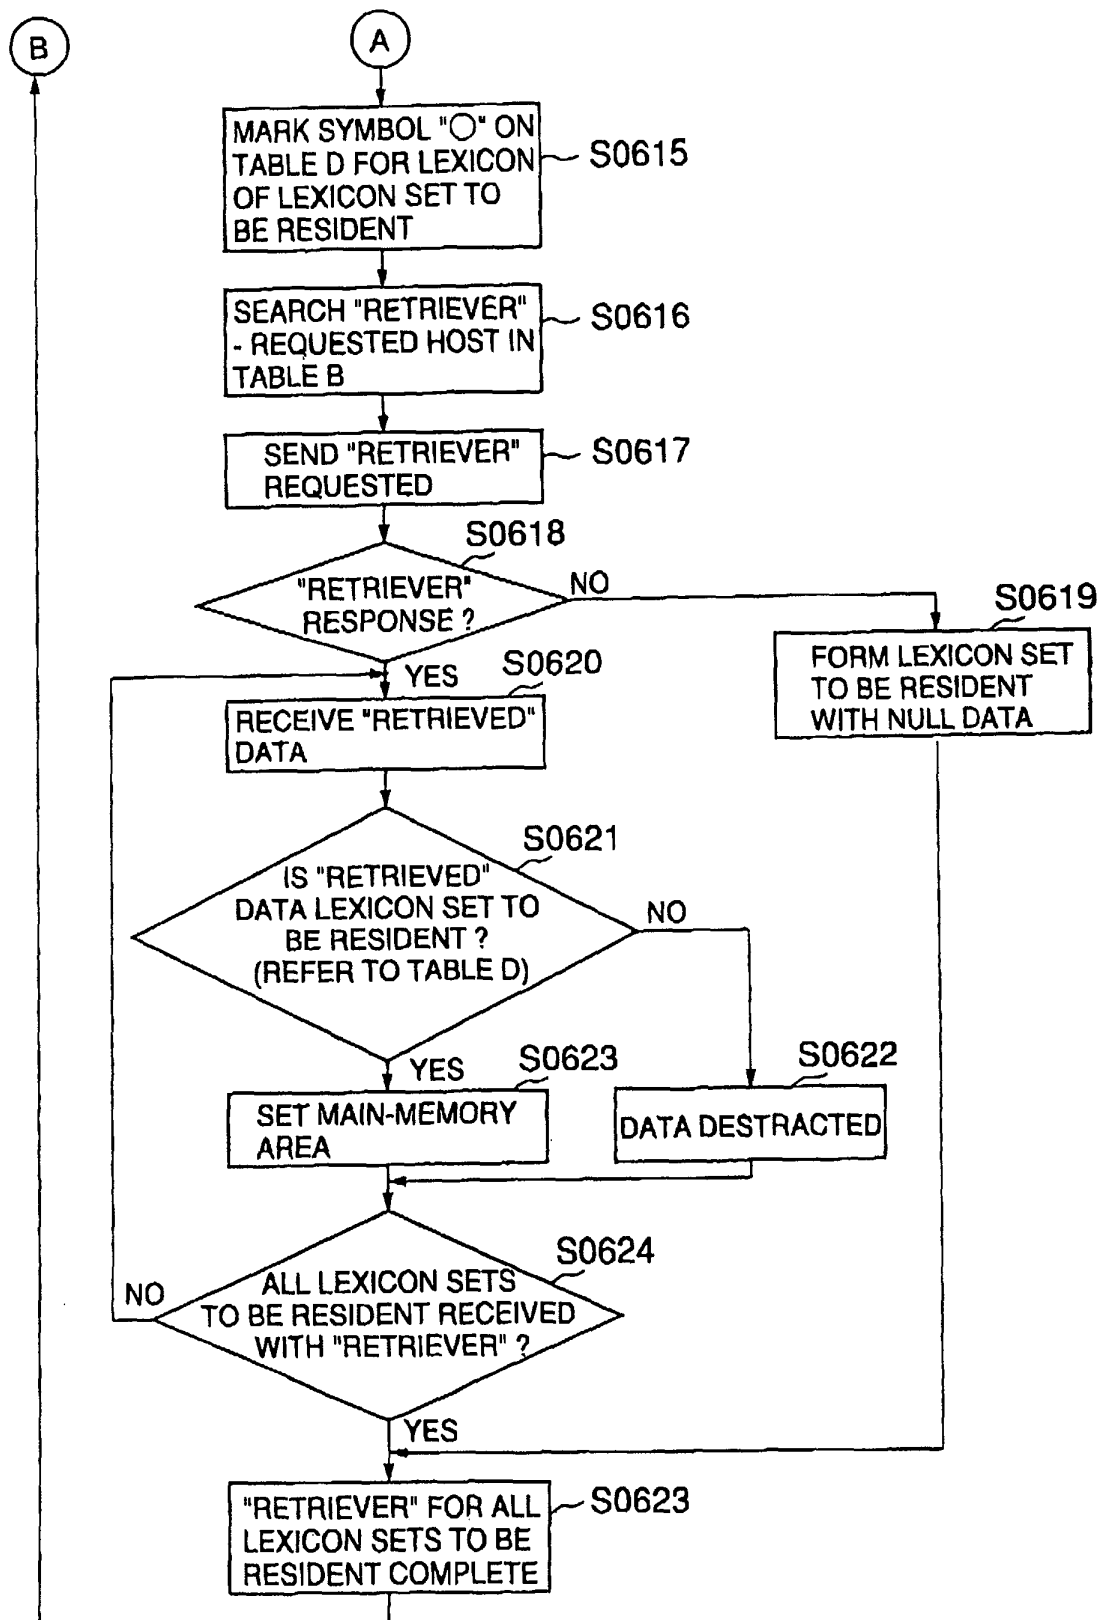 B
A
MARK SYMBOL "○" ON
TABLE D FOR LEXICON
OF LEXICON SET TO
BE RESIDENT
S0615
SEARCH "RETRIEVER"
- REQUESTED HOST IN
TABLE B
S0616
SEND "RETRIEVER"
REQUESTED
S0617
S0618
"RETRIEVER"
RESPONSE ?
NO
YES
S0619
FORM LEXICON SET
TO BE RESIDENT
WITH NULL DATA
S0620
RECEIVE "RETRIEVED"
DATA
S0621
IS "RETRIEVED"
DATA LEXICON SET TO
BE RESIDENT ?
(REFER TO TABLE D)
NO
YES
S0623
SET MAIN-MEMORY
AREA
S0622
DATA DESTRACTED
S0624
ALL LEXICON SETS
TO BE RESIDENT RECEIVED
WITH "RETRIEVER" ?
NO
YES
"RETRIEVER" FOR ALL
LEXICON SETS TO BE
RESIDENT COMPLETE
S0623